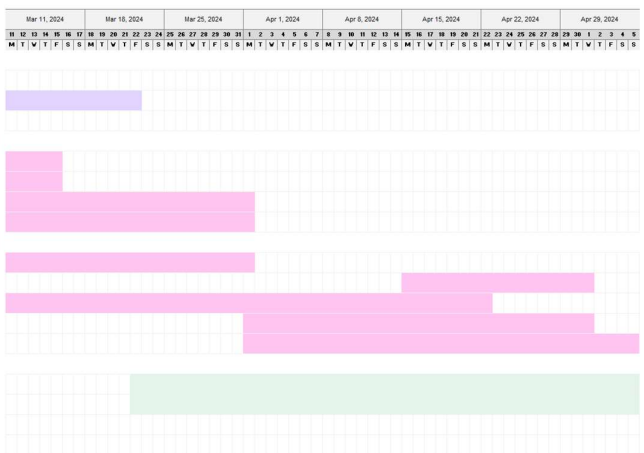 Mar 11, 2024 Mar 18, 2024 Mar 25, 2024 Apr 1, 2024 Apr 8, 2024 Apr 15, 2024 Apr 22, 2024 Apr 29, 2024
11 12 13 14 15 16 17 18 19 20 21 22 23 24 25 26 27 28 29 30 31 1 2 3 4 5 6 7 8 9 10 11 12 13 14 15 16 17 18 19 20 21 22 23 24 25 26 27 28 29 30 1 2 3 4 5
M T W T F S S M T W T F S S M T W T F S S M T W T F S S M T W T F S S M T W T F S S M T W T F S S M T W T F S S